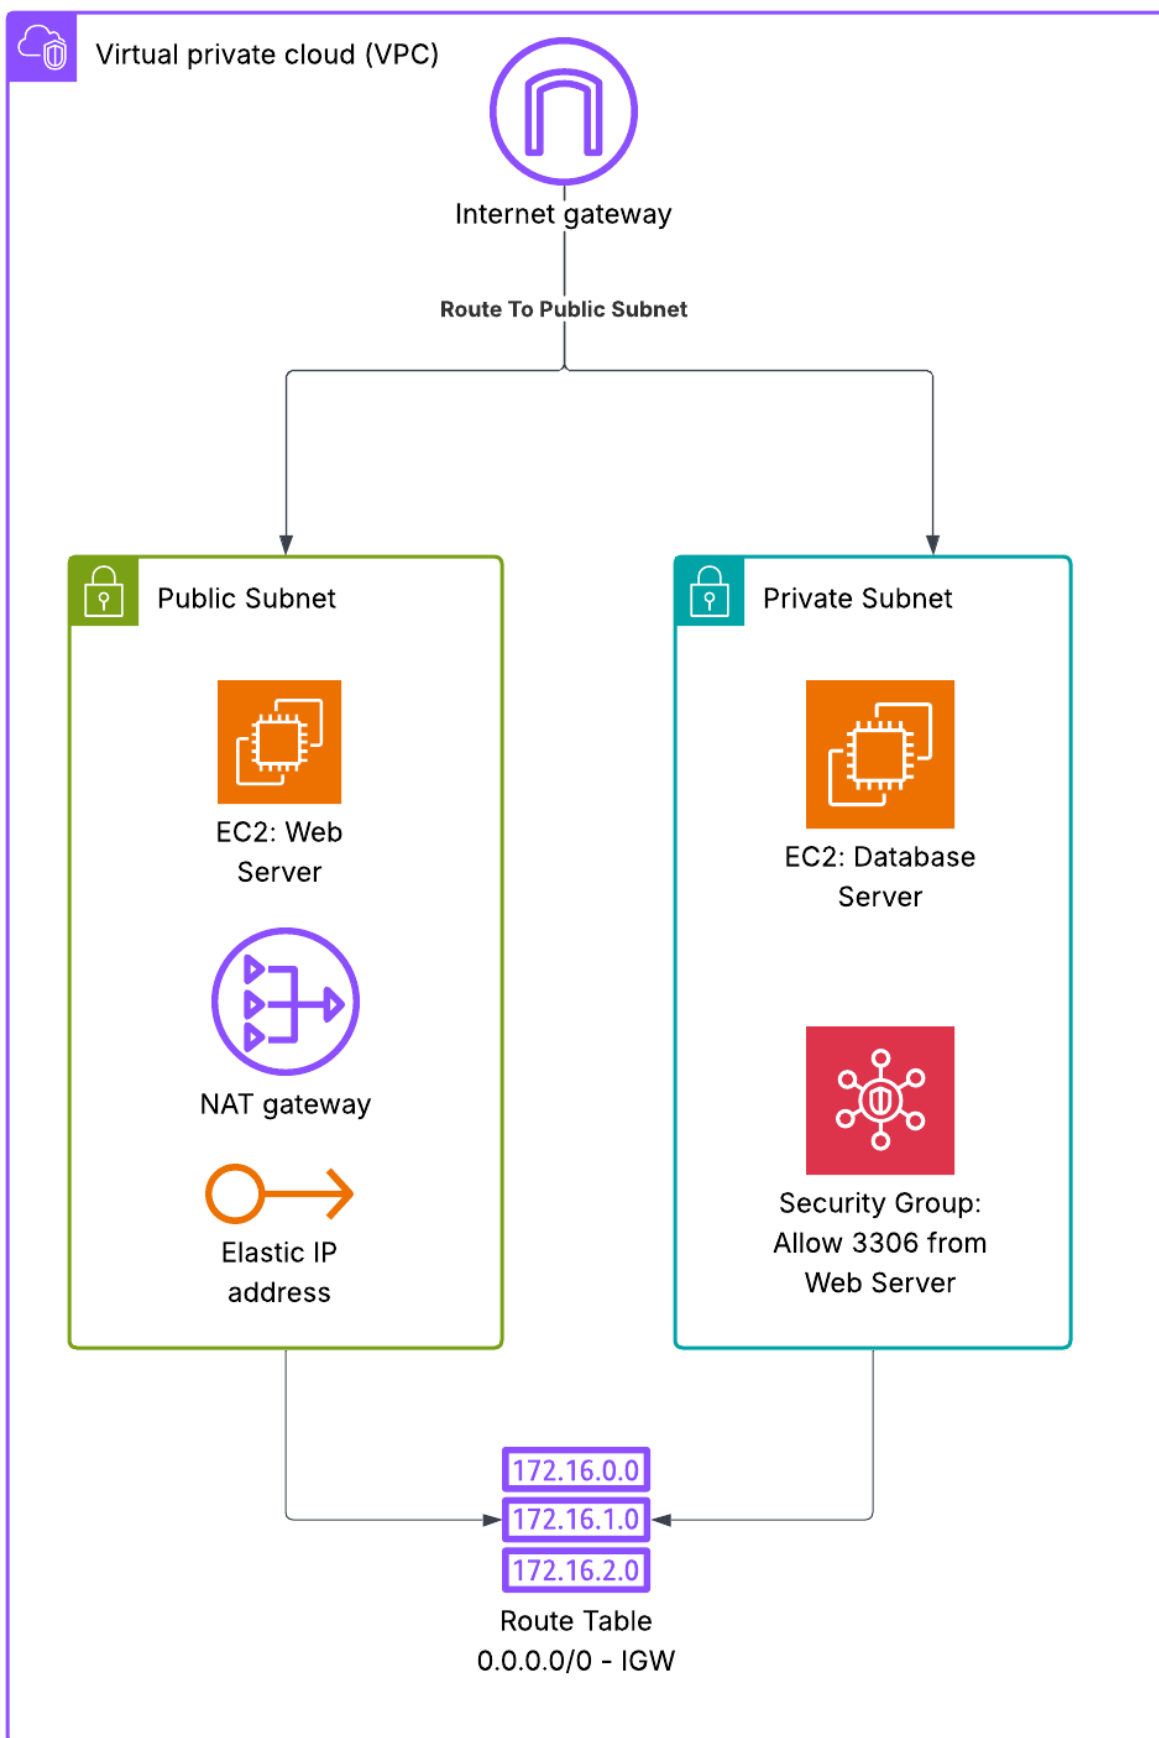 Virtual private cloud (VPC)
Internet gateway
Route To Public Subnet
Public Subnet
EC2: Web
Server
NAT gateway
Elastic IP
address
Private Subnet
EC2: Database
Server
Security Group:
Allow 3306 from
Web Server
172.16.0.0
172.16.1.0
172.16.2.0
Route Table
0.0.0.0/0 - IGW